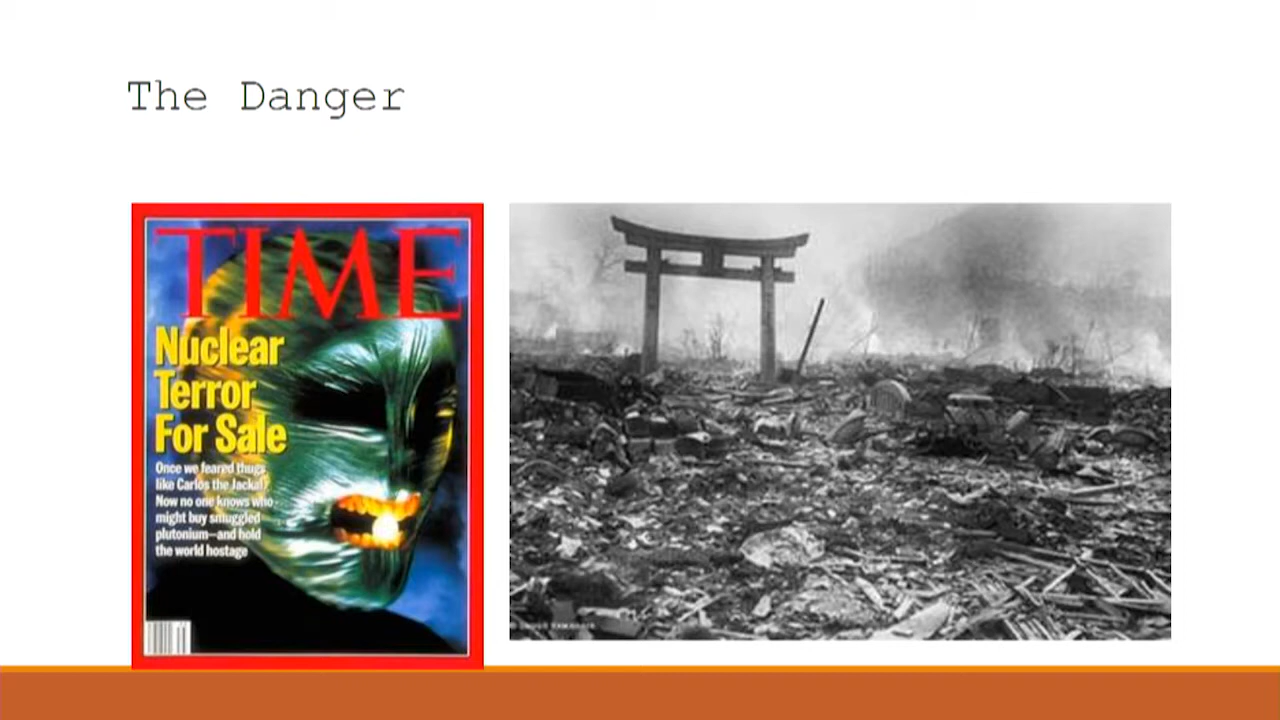 The Danger
TIME
Nuclear
Terror
For Sale
Once we feared thugs
like Carlos the Jackal.
Now no one knows who
might buy smuggled
plutonium—and hold
the world hostage